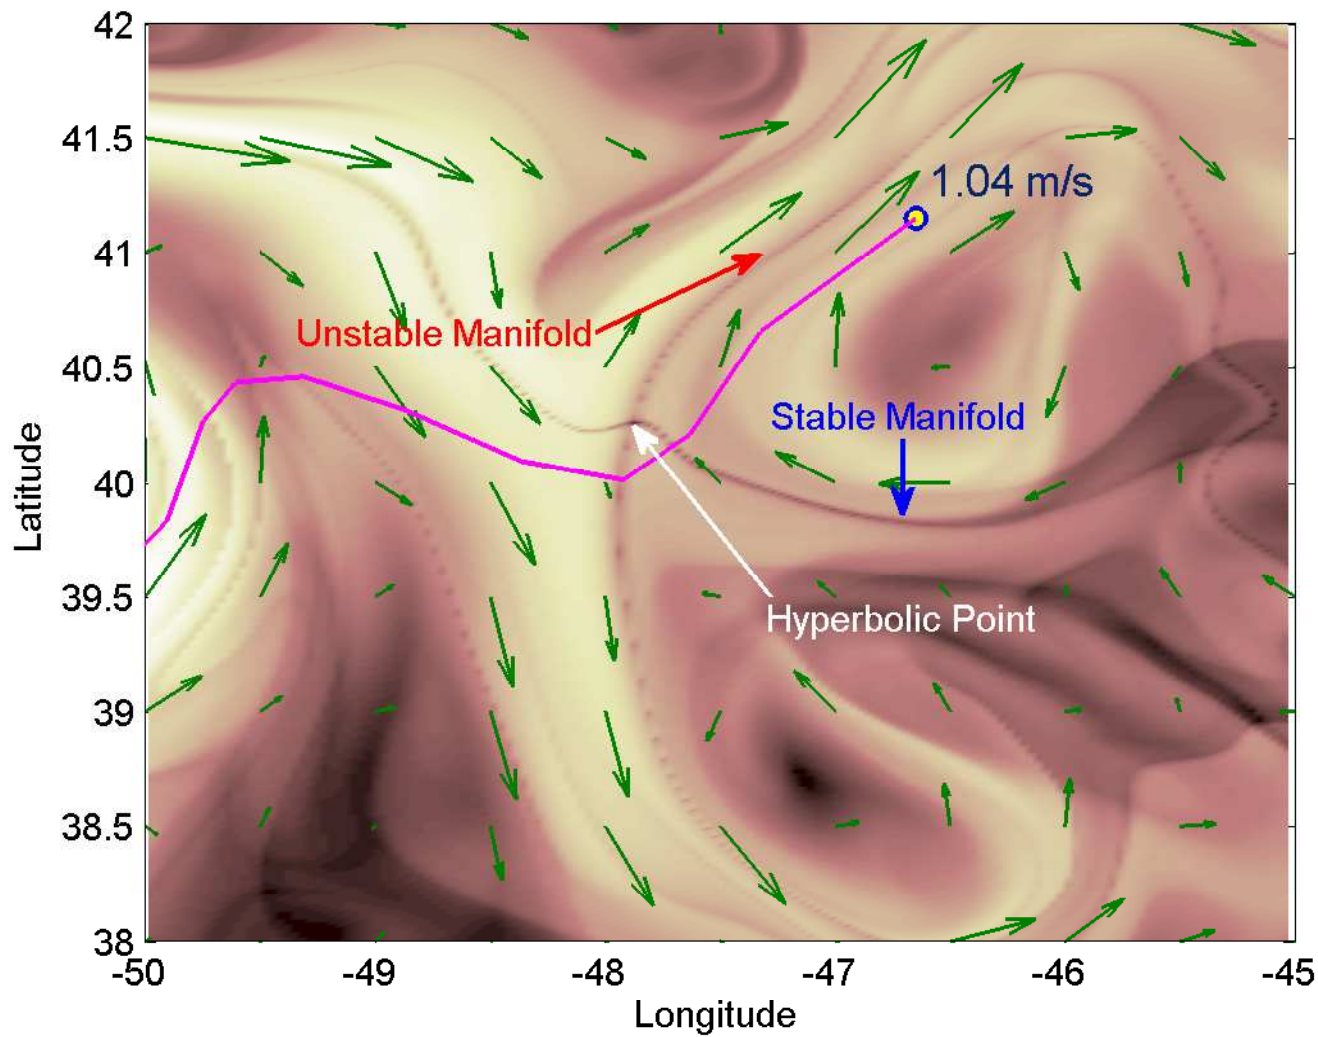 42
41.5
1.04 m/s
41
Unstable Manifold
40.5
Stable Manifold
Latitude
40
39.5
Hyperbolic Point
39
38.5
38
-50 -49 -48 -47 -46 -45
Longitude